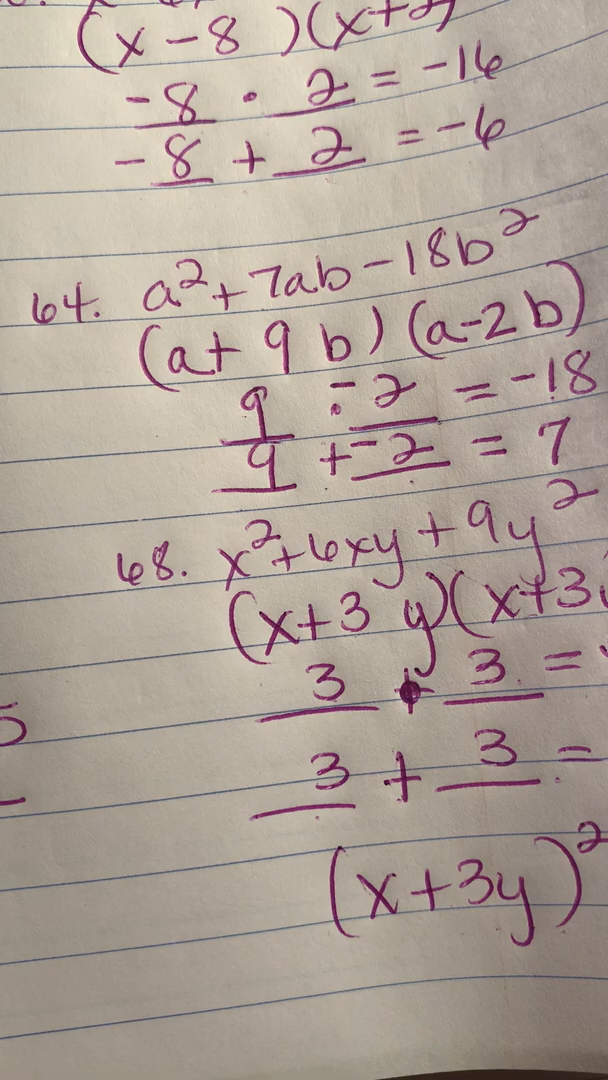 (x-8)(x+2)
-8 · 2 = -16
-8 + 2 = -6
64. a²+7ab-18b²
(a+9b)(a-2b)
9 · -2 = -18
9 + -2 = 7
68. x²+6xy+9y²
(x+3y)(x+3
3 · 3 =
3 + 3 =
5
(x+3y)²